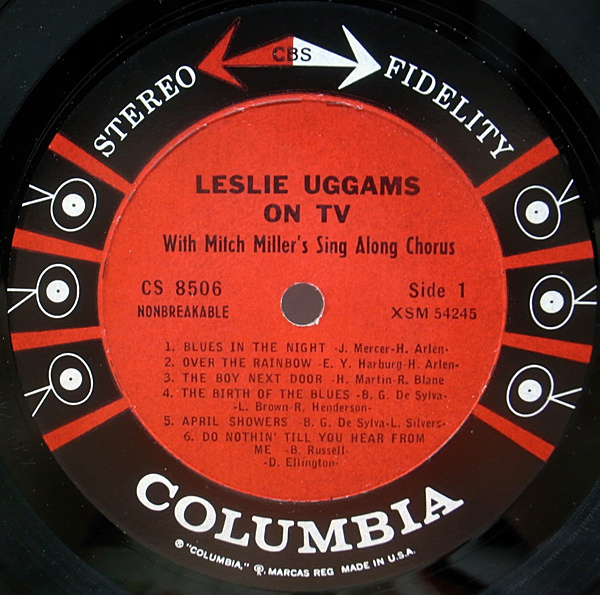 CBS
STEREO FIDELITY
LESLIE UGGAMS
ON TV
With Mitch Miller's Sing Along Chorus
CS 8506 Side 1
NONBREAKABLE XSM 54245
1. BLUES IN THE NIGHT -J. Mercer-H. Arlen-
2. OVER THE RAINBOW -E. Y. Harburg-H. Arlen-
3. THE BOY NEXT DOOR -H. Martin-R. Blane
4. THE BIRTH OF THE BLUES -B. G. De Sylva-
-L. Brown-R. Henderson-
5. APRIL SHOWERS -B. G. De Sylva-L. Silvers-
6. DO NOTHIN' TILL YOU HEAR FROM
ME -B. Russell-
-D. Ellington-
COLUMBIA
® "COLUMBIA," ®, MARCAS REG MADE IN U.S.A.